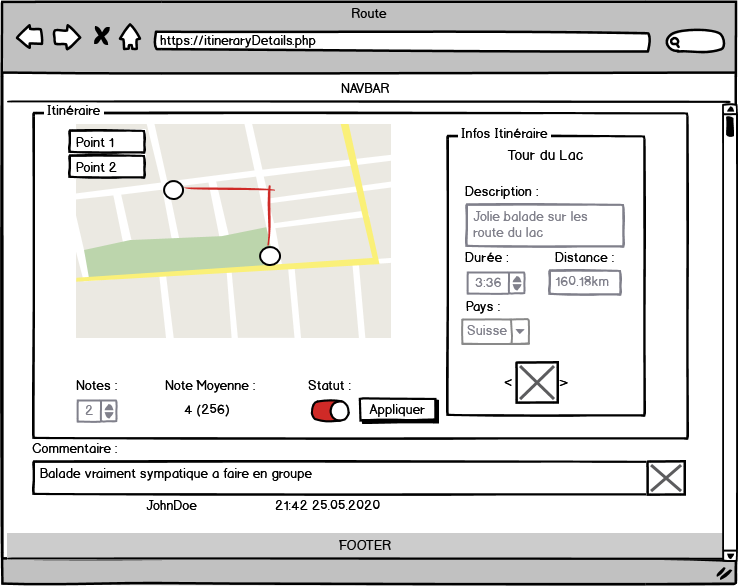 Route
https://itineraryDetails.php
NAVBAR
Itinéraire
Point 1
Point 2
Infos Itinéraire
Tour du Lac
Description :
Jolie balade sur les
route du lac
Durée : Distance :
3:36 160.18km
Pays :
Suisse
< >
Notes : Note Moyenne : Statut :
2 4 (256) Appliquer
Commentaire :
Balade vraiment sympatique a faire en groupe
JohnDoe 21:42 25.05.2020
FOOTER